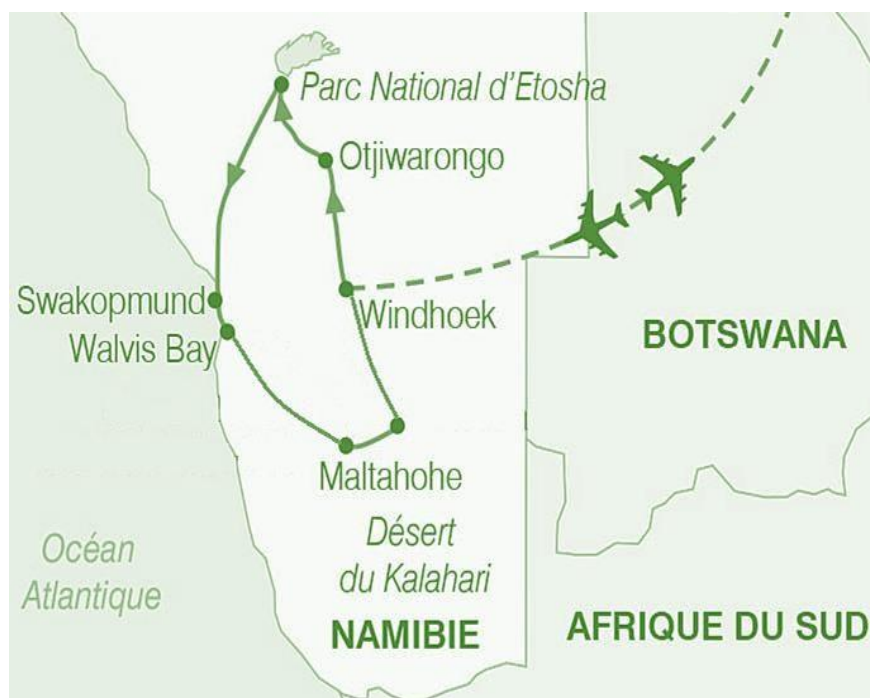 Parc National d'Etosha
Otjiwarongo
Swakopmund
Windhoek
Walvis Bay
BOTSWANA
Maltahohe
Désert
du Kalahari
Océan
Atlantique
NAMIBIE
AFRIQUE DU SUD